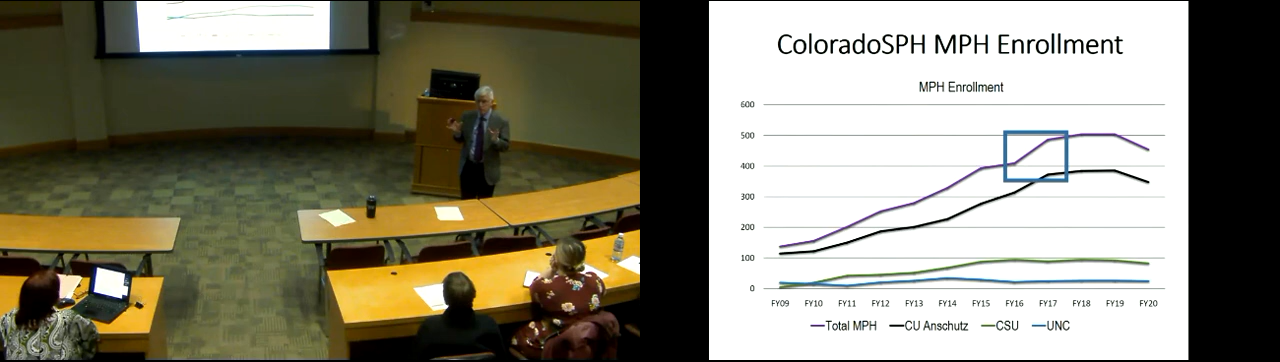 ColoradoSPH MPH Enrollment
MPH Enrollment
600
500
400
300
200
100
0
FY09 FY10 FY11 FY12 FY13 FY14 FY15 FY16 FY17 FY18 FY19 FY20
Total MPH CU Anschutz CSU UNC